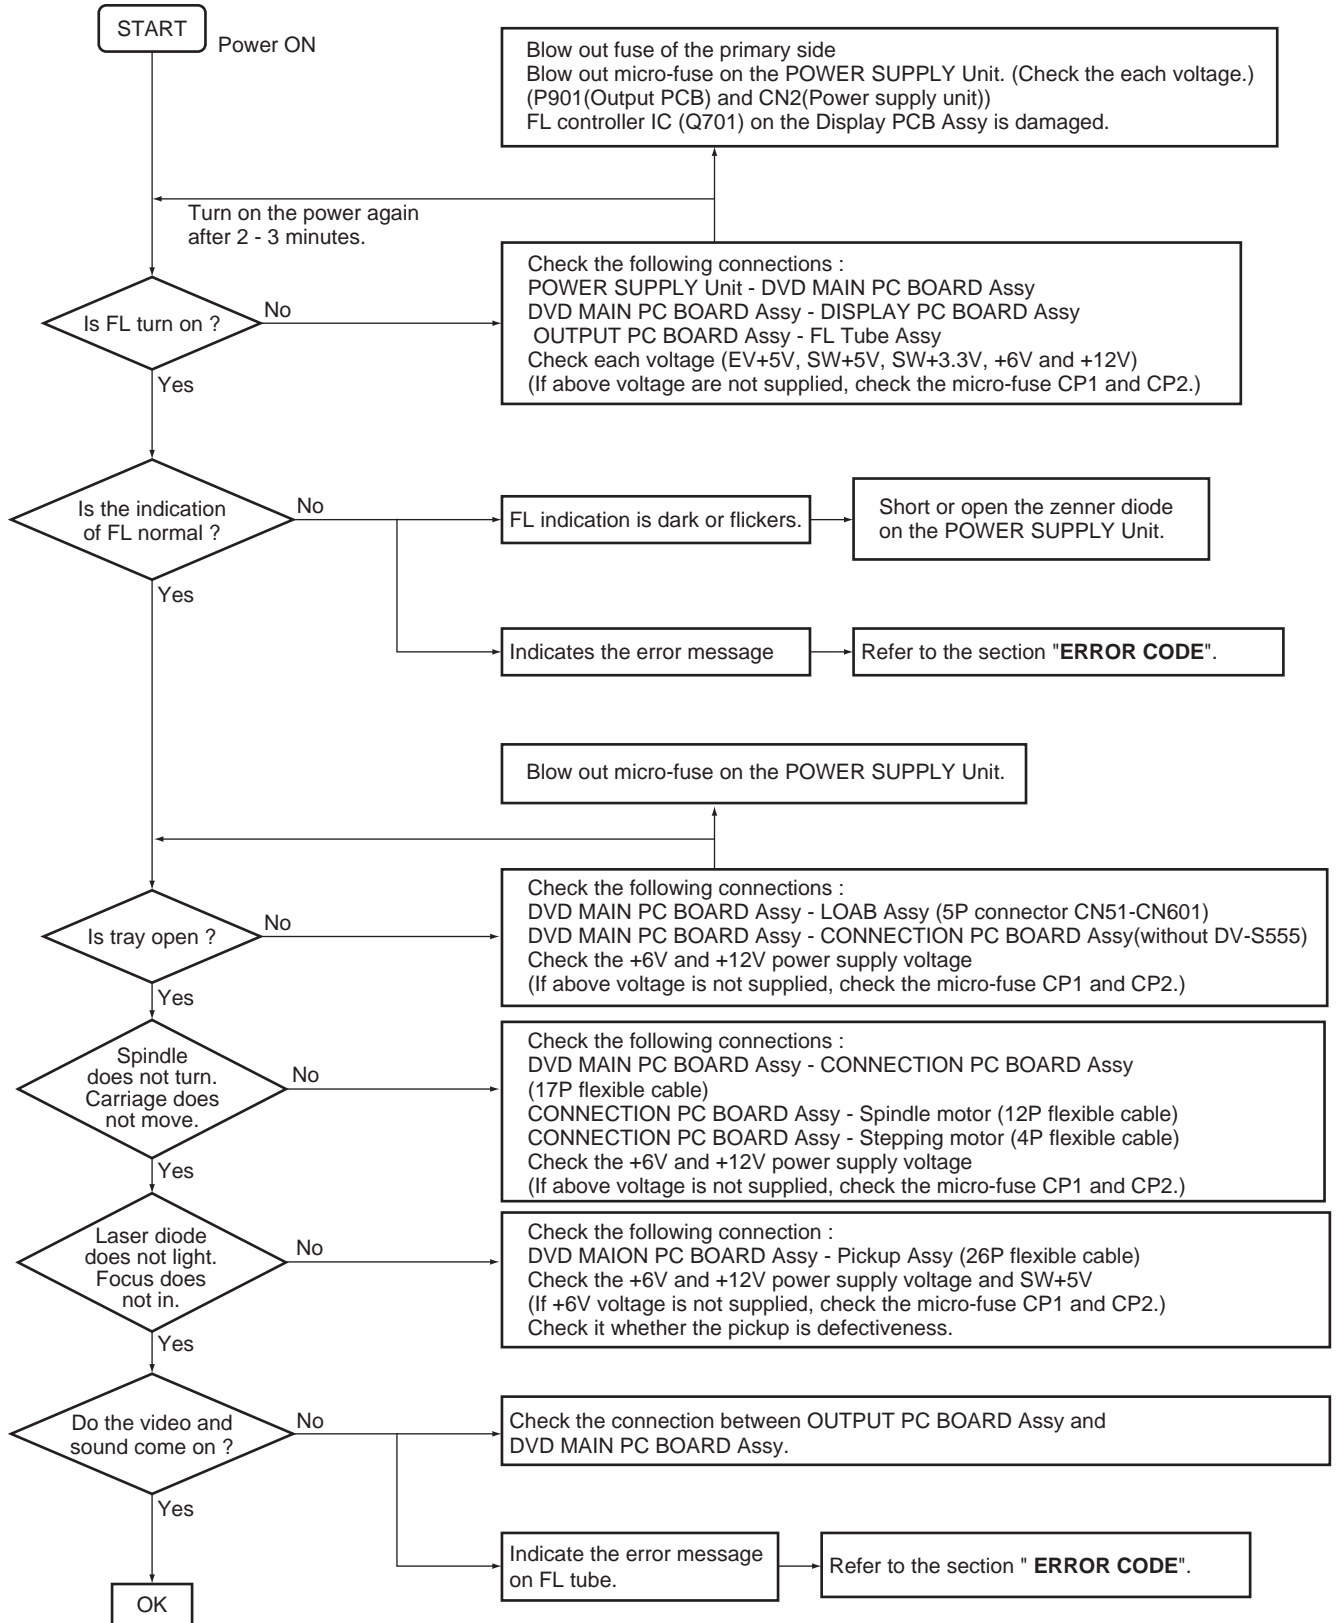 START
Power ON
Blow out fuse of the primary side
Blow out micro-fuse on the POWER SUPPLY Unit. (Check the each voltage.)
(P901(Output PCB) and CN2(Power supply unit))
FL controller IC (Q701) on the Display PCB Assy is damaged.
Turn on the power again
after 2 - 3 minutes.
Is FL turn on ?
No
Yes
Check the following connections :
POWER SUPPLY Unit - DVD MAIN PC BOARD Assy
DVD MAIN PC BOARD Assy - DISPLAY PC BOARD Assy
OUTPUT PC BOARD Assy - FL Tube Assy
Check each voltage (EV+5V, SW+5V, SW+3.3V, +6V and +12V)
(If above voltage are not supplied, check the micro-fuse CP1 and CP2.)
Is the indication
of FL normal ?
No
Yes
FL indication is dark or flickers.
Short or open the zenner diode
on the POWER SUPPLY Unit.
Indicates the error message
Refer to the section "ERROR CODE".
Blow out micro-fuse on the POWER SUPPLY Unit.
Is tray open ?
No
Yes
Check the following connections :
DVD MAIN PC BOARD Assy - LOAB Assy (5P connector CN51-CN601)
DVD MAIN PC BOARD Assy - CONNECTION PC BOARD Assy(without DV-S555)
Check the +6V and +12V power supply voltage
(If above voltage is not supplied, check the micro-fuse CP1 and CP2.)
Spindle
does not turn.
Carriage does
not move.
No
Yes
Check the following connections :
DVD MAIN PC BOARD Assy - CONNECTION PC BOARD Assy
(17P flexible cable)
CONNECTION PC BOARD Assy - Spindle motor (12P flexible cable)
CONNECTION PC BOARD Assy - Stepping motor (4P flexible cable)
Check the +6V and +12V power supply voltage
(If above voltage is not supplied, check the micro-fuse CP1 and CP2.)
Laser diode
does not light.
Focus does
not in.
No
Yes
Check the following connection :
DVD MAION PC BOARD Assy - Pickup Assy (26P flexible cable)
Check the +6V and +12V power supply voltage and SW+5V
(If +6V voltage is not supplied, check the micro-fuse CP1 and CP2.)
Check it whether the pickup is defectiveness.
Do the video and
sound come on ?
No
Yes
Check the connection between OUTPUT PC BOARD Assy and
DVD MAIN PC BOARD Assy.
Indicate the error message
on FL tube.
Refer to the section " ERROR CODE".
OK